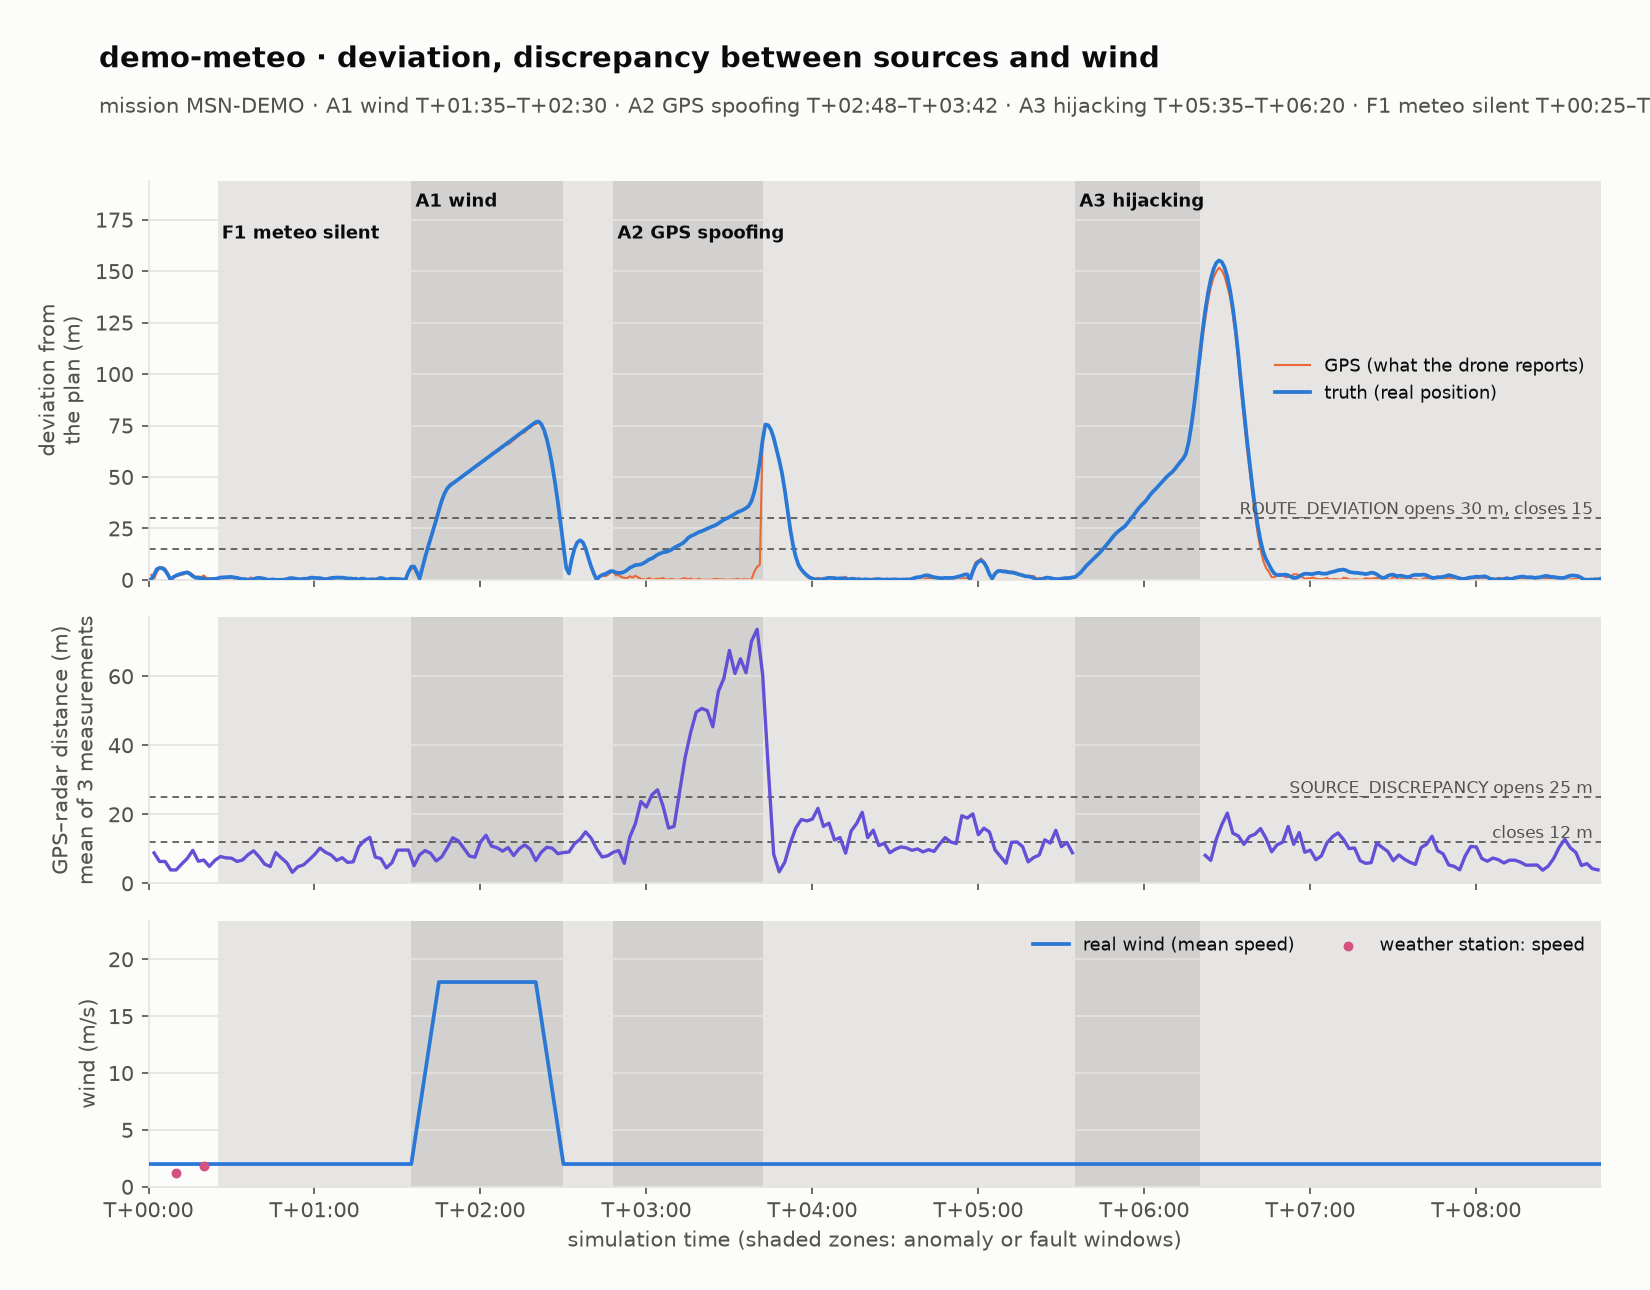 demo-meteo · deviation, discrepancy between sources and wind
mission MSN-DEMO · A1 wind T+01:35–T+02:30 · A2 GPS spoofing T+02:48–T+03:42 · A3 hijacking T+05:35–T+06:20 · F1 meteo silent T+00:25–T
deviation from
the plan (m)
175
150
125
100
75
50
25
0
A1 wind
A3 hijacking
F1 meteo silent
A2 GPS spoofing
GPS (what the drone reports)
truth (real position)
ROUTE_DEVIATION opens 30 m, closes 15
GPS–radar distance (m)
mean of 3 measurements
60
40
20
0
SOURCE_DISCREPANCY opens 25 m
closes 12 m
wind (m/s)
20
15
10
5
0
real wind (mean speed)
weather station: speed
T+00:00
T+01:00
T+02:00
T+03:00
T+04:00
T+05:00
T+06:00
T+07:00
T+08:00
simulation time (shaded zones: anomaly or fault windows)